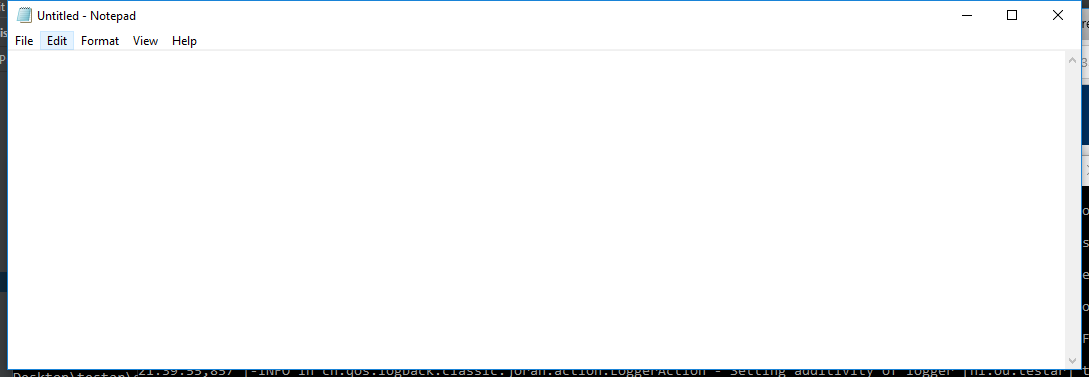 Untitled - Notepad
File Edit Format View Help
21:39:55,857 |-INFO in ch.qos.logback.classic.joran.action.LoggerAction - Setting additivity of logger [nl.ou.testar]
Desktop\testar\